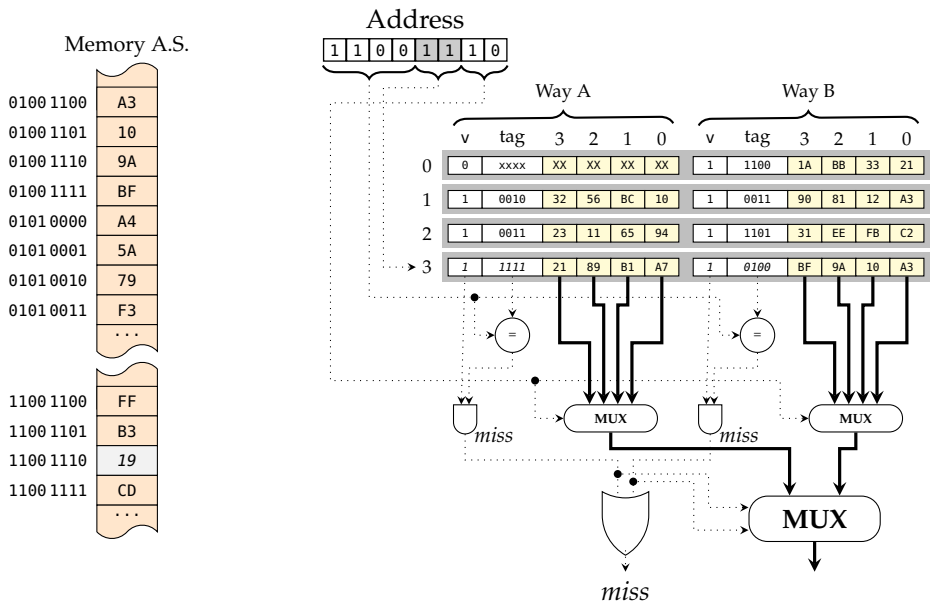 Address
1 1 0 0 1 1 1 0
Memory A.S.
0100 1100 A3
0100 1101 10
0100 1110 9A
0100 1111 BF
0101 0000 A4
0101 0001 5A
0101 0010 79
0101 0011 F3
...
1100 1100 FF
1100 1101 B3
1100 1110 19
1100 1111 CD
...
Way A Way B
v tag 3 2 1 0 v tag 3 2 1 0
0 0 xxxx XX XX XX XX 1 1100 1A BB 33 21
1 1 0010 32 56 BC 10 1 0011 90 81 12 A3
2 1 0011 23 11 65 94 1 1101 31 EE FB C2
3 1 1111 21 89 B1 A7 1 0100 BF 9A 10 A3
= =
MUX MUX
miss miss
MUX
miss